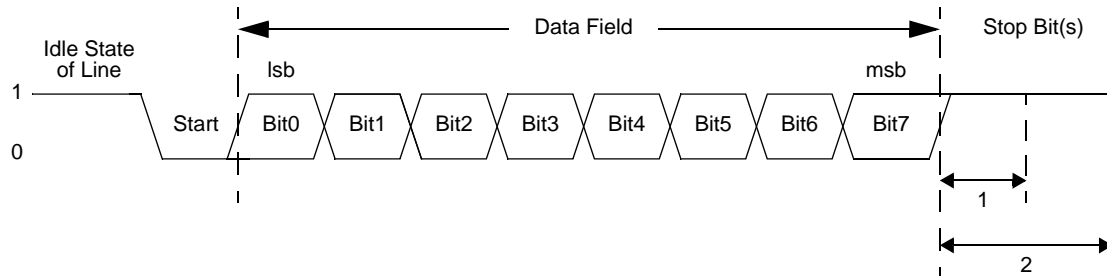 Data Field
Stop Bit(s)
Idle State
of Line
lsb
msb
1
Start
Bit0
Bit1
Bit2
Bit3
Bit4
Bit5
Bit6
Bit7
0
1
2